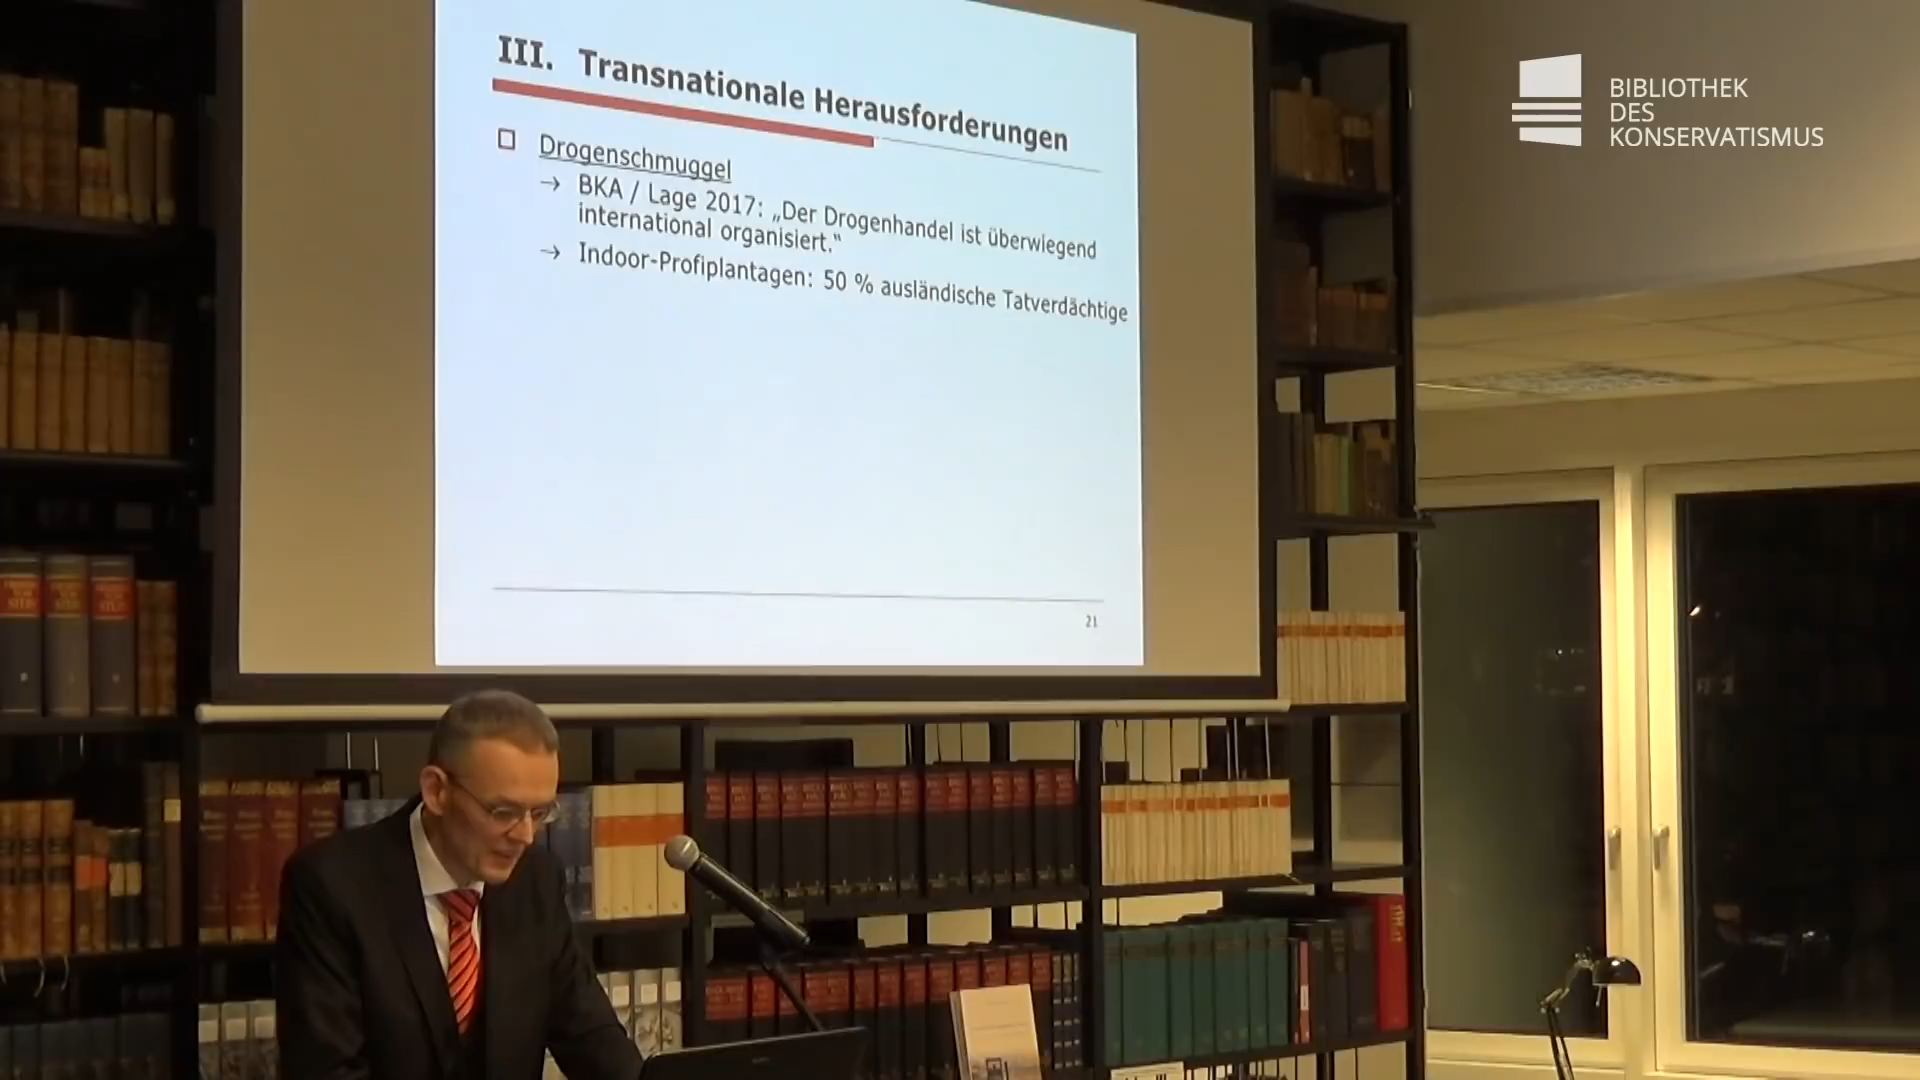 III. Transnationale Herausforderungen
Drogenschmuggel
→ BKA / Lage 2017: „Der Drogenhandel ist überwiegend
international organisiert.“
→ Indoor-Profiplantagen: 50 % ausländische Tatverdächtige
21
BIBLIOTHEK
DES
KONSERVATISMUS